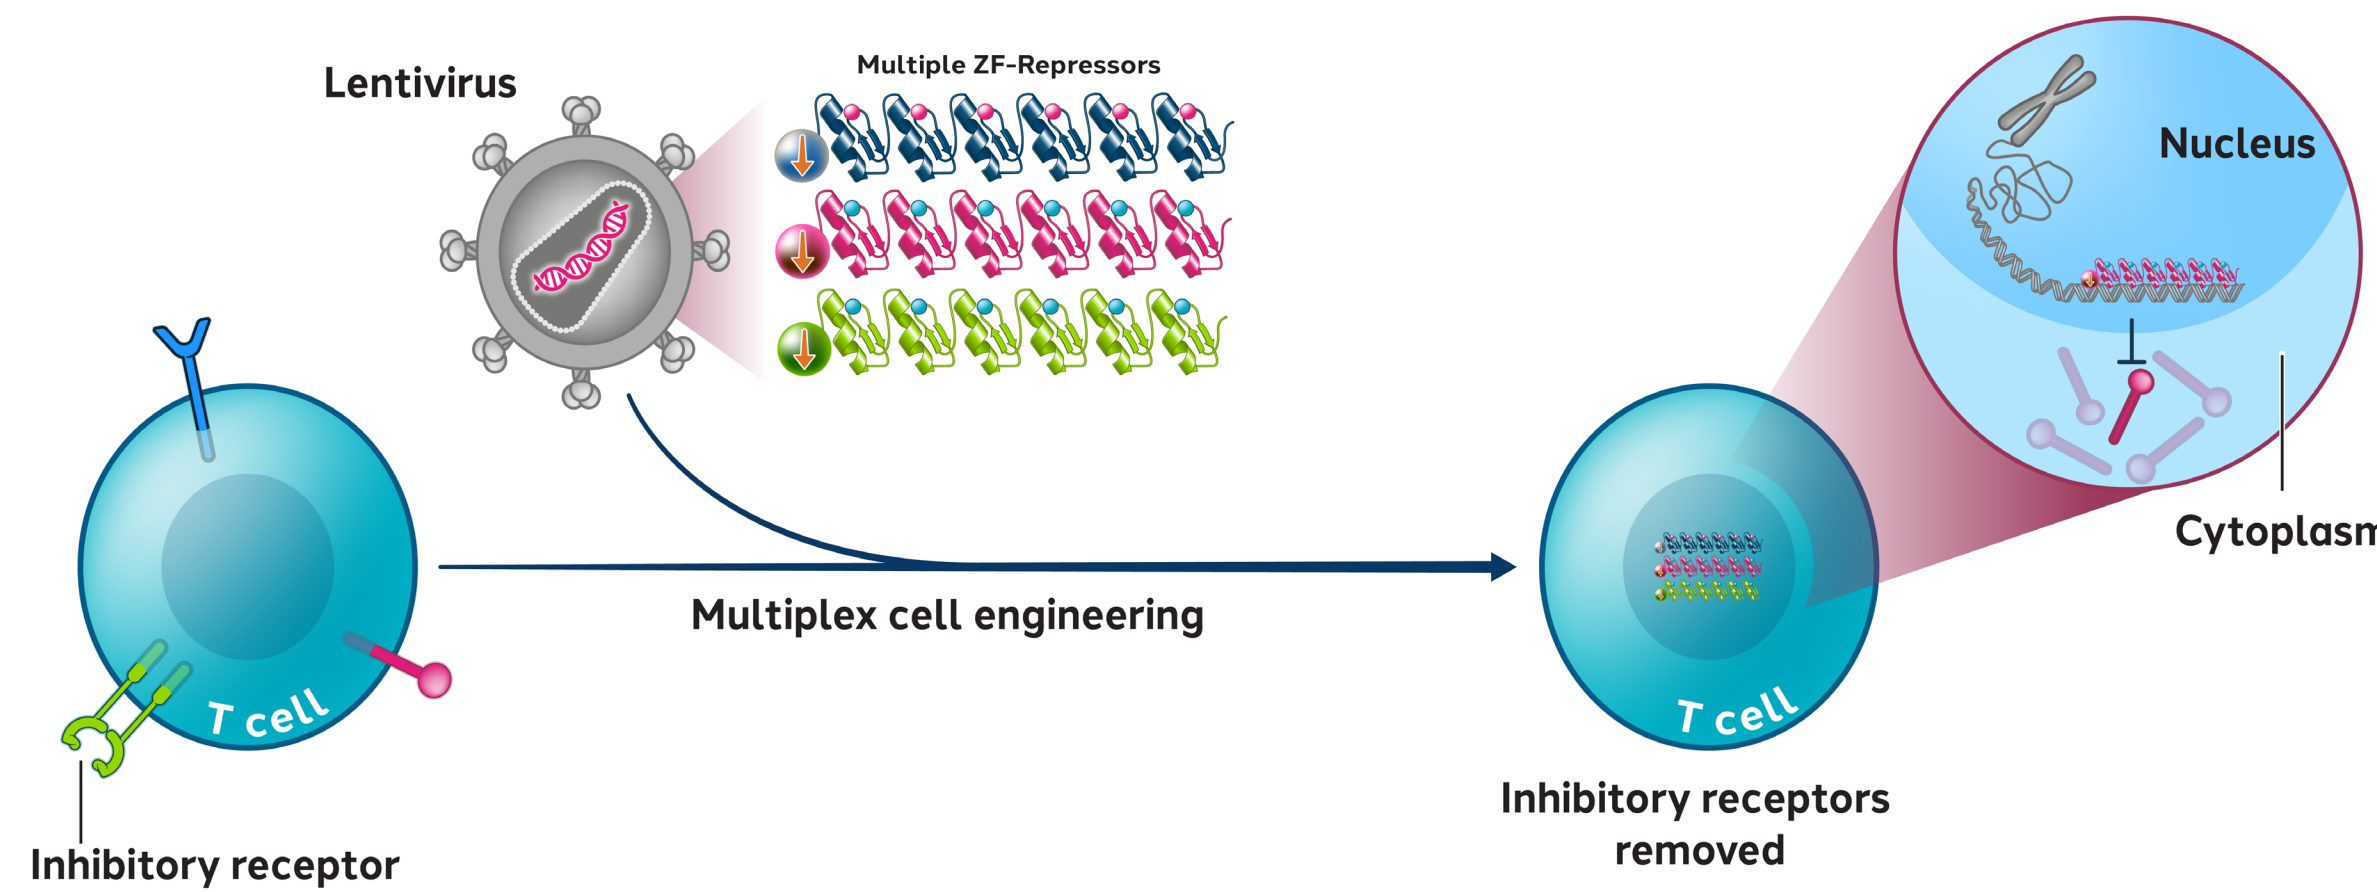 Lentivirus
Multiple ZF-Repressors
Nucleus
Cytoplasm
Multiplex cell engineering
T cell
T cell
Inhibitory receptor
Inhibitory receptors
removed